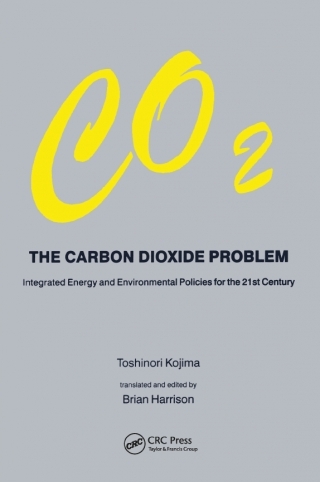 CO2
THE CARBON DIOXIDE PROBLEM
Integrated Energy and Environmental Policies for the 21st Century
Toshinori Kojima
translated and edited by
Brian Harrison
CRC
CRC Press
Taylor & Francis Group